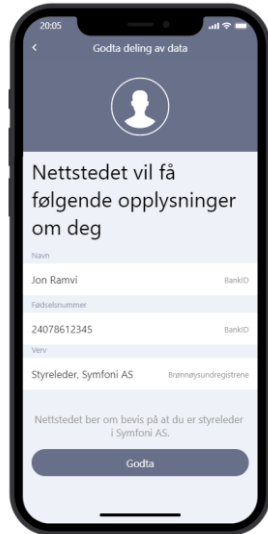 20:05
Godta deling av data
Nettstedet vil få
følgende opplysninger
om deg
Navn
Jon Ramvi BankID
Fødselsnummer
24078612345 BankID
Verv
Styreleder, Symfoni AS Brønnøysundregistrene
Nettstedet ber om bevis på at du er styreleder
i Symfoni AS.
Godta